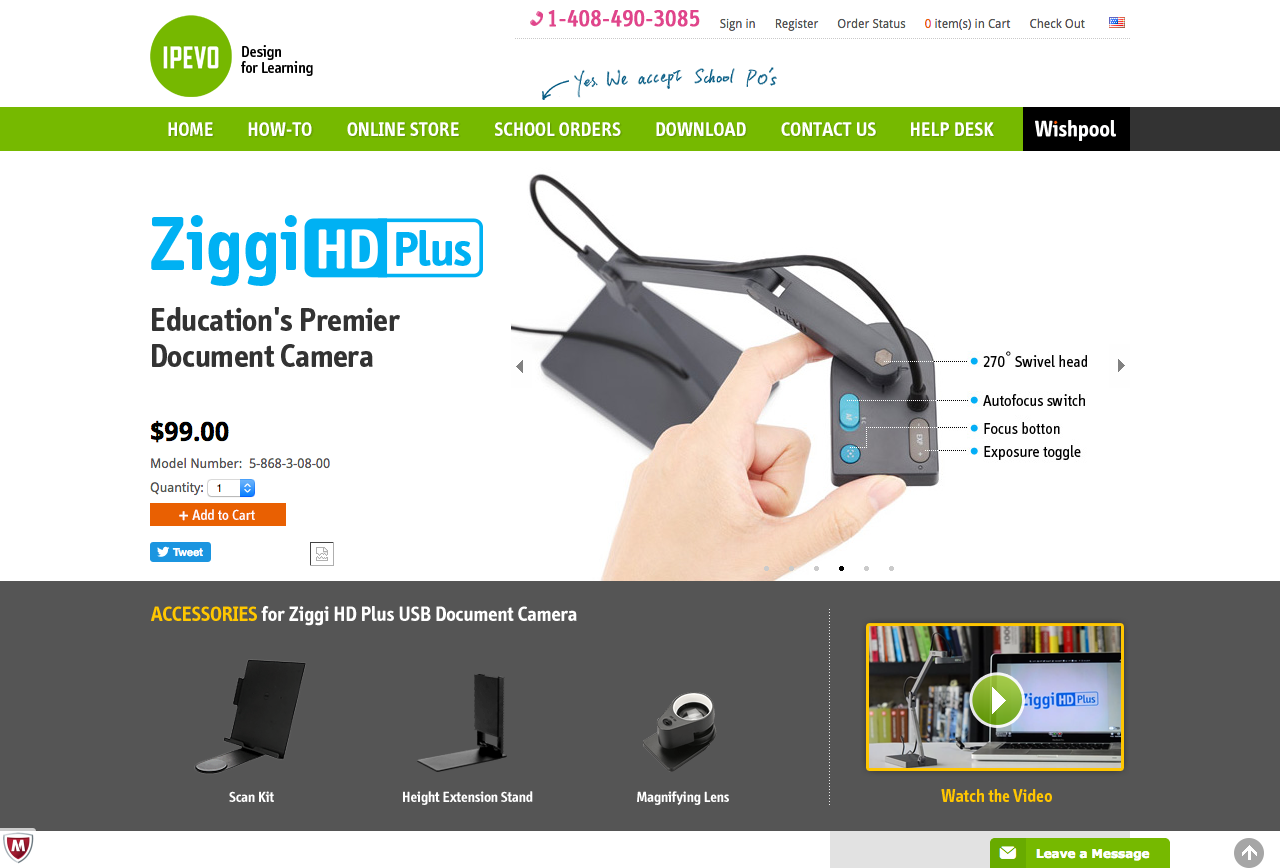 1-408-490-3085 Sign in Register Order Status 0 item(s) in Cart Check Out
IPEVO Design
for Learning
Yes. We accept School PO's
HOME HOW-TO ONLINE STORE SCHOOL ORDERS DOWNLOAD CONTACT US HELP DESK Wishpool
Ziggi HD Plus
Education's Premier
Document Camera
IPEVO
270° Swivel head
Autofocus switch
Focus botton
Exposure toggle
AF
EXP
$99.00
Model Number: 5-868-3-08-00
Quantity: 1
+ Add to Cart
Tweet
ACCESSORIES for Ziggi HD Plus USB Document Camera
Ziggi HD Plus
Scan Kit
Height Extension Stand
Magnifying Lens
Watch the Video
M
Leave a Message